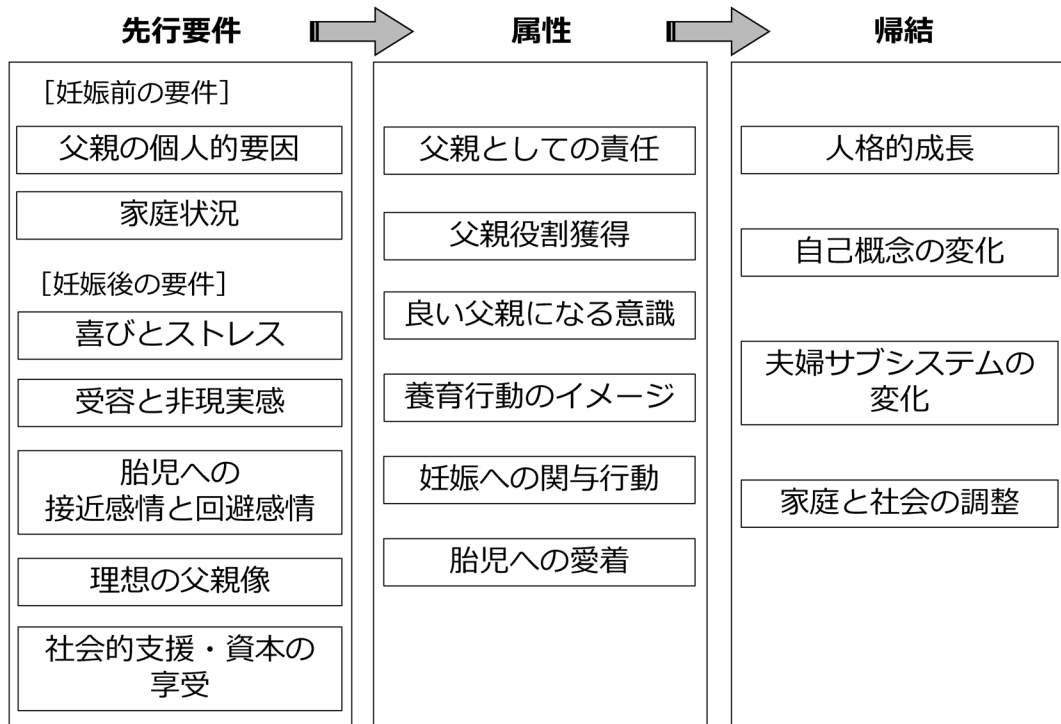 先行要件
属性
帰結
［妊娠前の要件］
父親の個人的要因
家庭状況
［妊娠後の要件］
喜びとストレス
受容と非現実感
胎児への
接近感情と回避感情
理想の父親像
社会的支援・資本の
享受
父親としての責任
父親役割獲得
良い父親になる意識
養育行動のイメージ
妊娠への関与行動
胎児への愛着
人格的成長
自己概念の変化
夫婦サブシステムの
変化
家庭と社会の調整